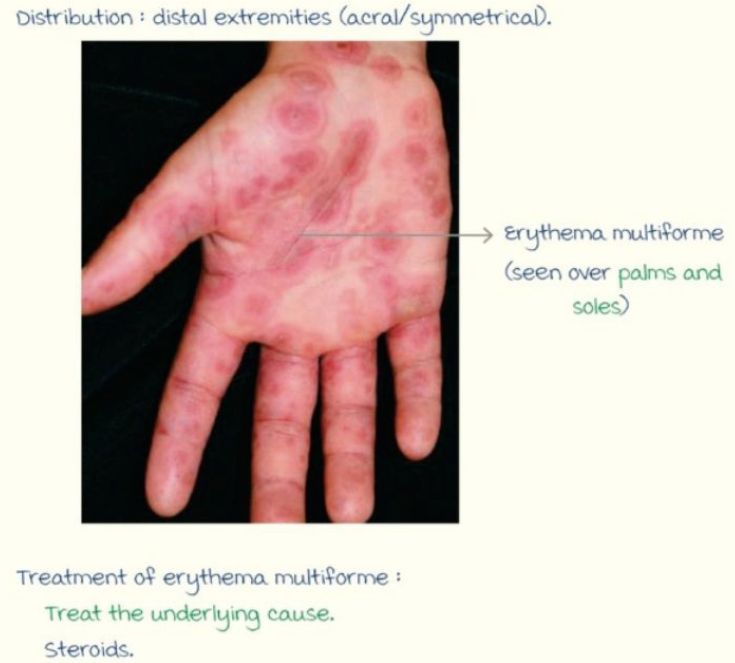 Distribution : distal extremities (acral/symmetrical).
Erythema multiforme
(seen over palms and
soles)
Treatment of erythema multiforme :
Treat the underlying cause.
Steroids.